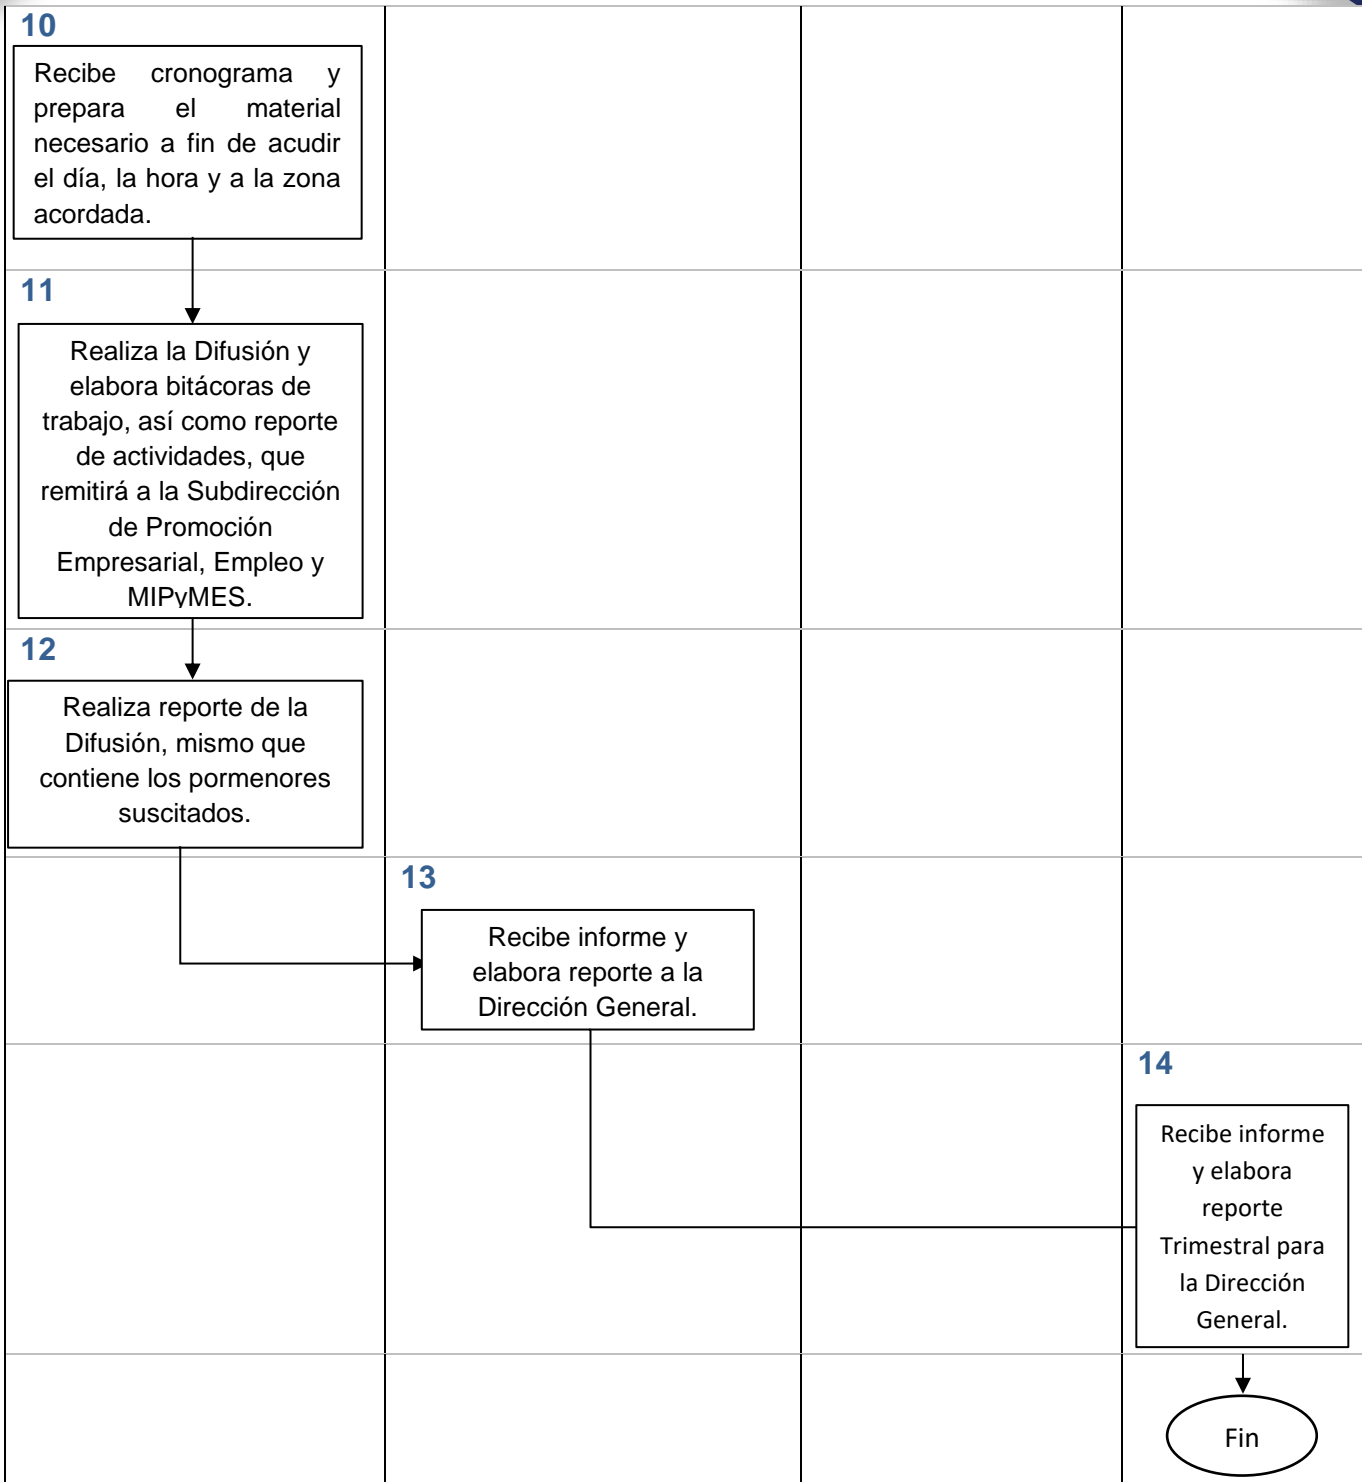 10
Recibe cronograma y
prepara el material
necesario a fin de acudir
el día, la hora y a la zona
acordada.
11
Realiza la Difusión y
elabora bitácoras de
trabajo, así como reporte
de actividades, que
remitirá a la Subdirección
de Promoción
Empresarial, Empleo y
MIPyMES.
12
Realiza reporte de la
Difusión, mismo que
contiene los pormenores
suscitados.
13
Recibe informe y
elabora reporte a la
Dirección General.
14
Recibe informe
y elabora
reporte
Trimestral para
la Dirección
General.
Fin